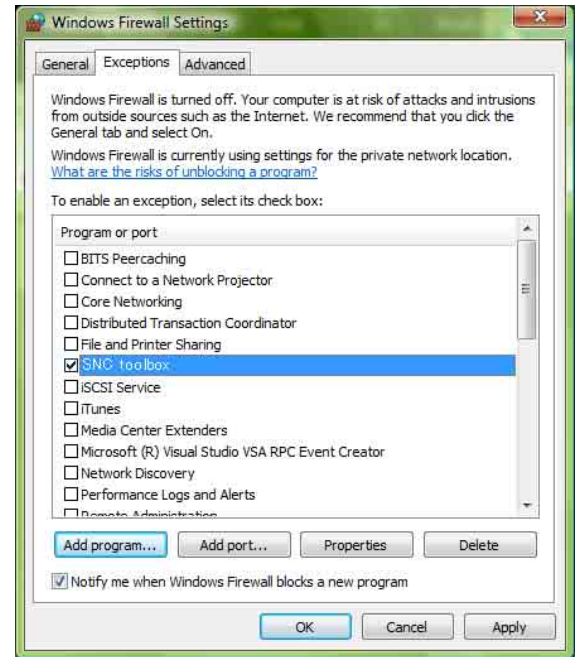 Windows Firewall Settings
General Exceptions Advanced
Windows Firewall is turned off. Your computer is at risk of attacks and intrusions
from outside sources such as the Internet. We recommend that you click the
General tab and select On.
Windows Firewall is currently using settings for the private network location.
What are the risks of unblocking a program?
To enable an exception, select its check box:
Program or port
BITS Peercaching
Connect to a Network Projector
Core Networking
Distributed Transaction Coordinator
File and Printer Sharing
SNC toolbox
iSCSI Service
iTunes
Media Center Extenders
Microsoft (R) Visual Studio VSA RPC Event Creator
Network Discovery
Performance Logs and Alerts
Remote Administration
Add program... Add port... Properties Delete
Notify me when Windows Firewall blocks a new program
OK Cancel Apply